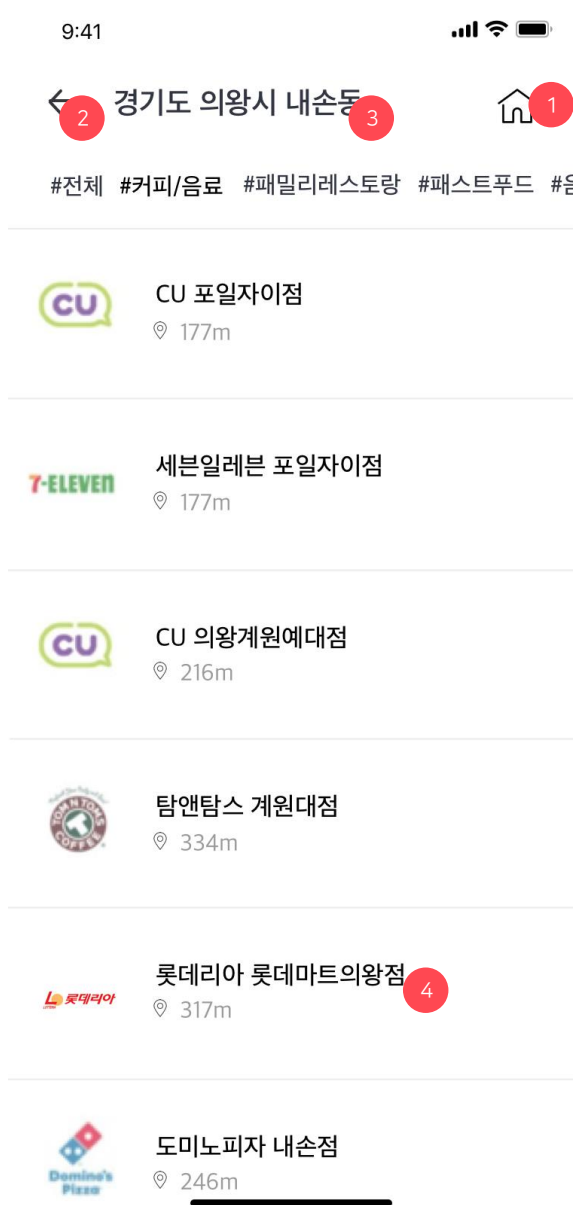 9:41
2 경기도 의왕시 내손동 3 1
#전체 #커피/음료 #패밀리레스토랑 #패스트푸드 #음
CU CU 포일자이점
177m
7-ELEVEN 세븐일레븐 포일자이점
177m
CU CU 의왕계원예대점
216m
TOM N TOMS COFFEE 탐앤탐스 계원대점
334m
롯데리아 롯데리아 롯데마트의왕점 4
317m
Domino's Pizza 도미노피자 내손점
246m